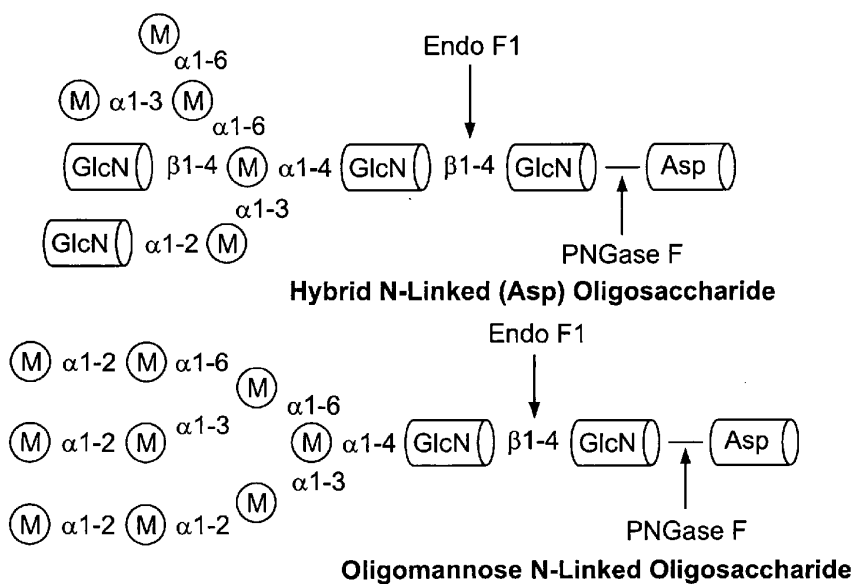 Endo F1
M
α1-6
M α1-3 M
α1-6
GlcN β1-4 M α1-4 GlcN β1-4 GlcN Asp
α1-3
GlcN α1-2 M
PNGase F
Hybrid N-Linked (Asp) Oligosaccharide
Endo F1
M α1-2 M α1-6
M
α1-6
M α1-2 M α1-3
M α1-4 GlcN β1-4 GlcN Asp
α1-3
M
M α1-2 M α1-2
PNGase F
Oligomannose N-Linked Oligosaccharide